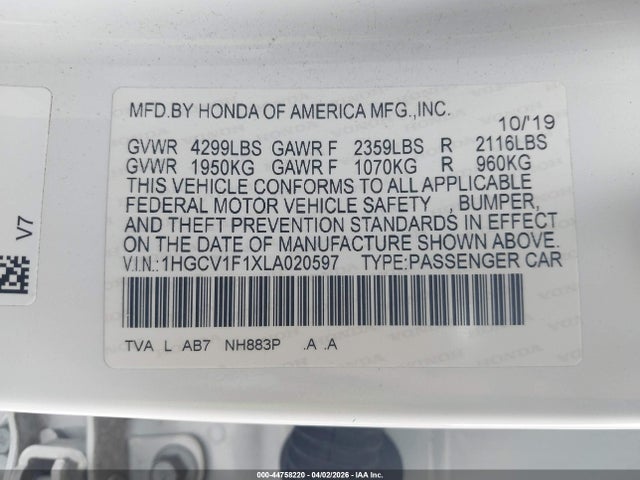 MFD.BY HONDA OF AMERICA MFG.,INC.
10/'19
GVWR 4299LBS GAWR F 2359LBS R 2116LBS
GVWR 1950KG GAWR F 1070KG R 960KG
THIS VEHICLE CONFORMS TO ALL APPLICABLE
FEDERAL MOTOR VEHICLE SAFETY , BUMPER,
AND THEFT PREVENTION STANDARDS IN EFFECT
ON THE DATE OF MANUFACTURE SHOWN ABOVE.
V.I.N.:1HGCV1F1XLA020597 TYPE:PASSENGER CAR
TVA L AB7 NH883P .A .A
V7
000-44758220 - 04/02/2026 - IAA Inc.